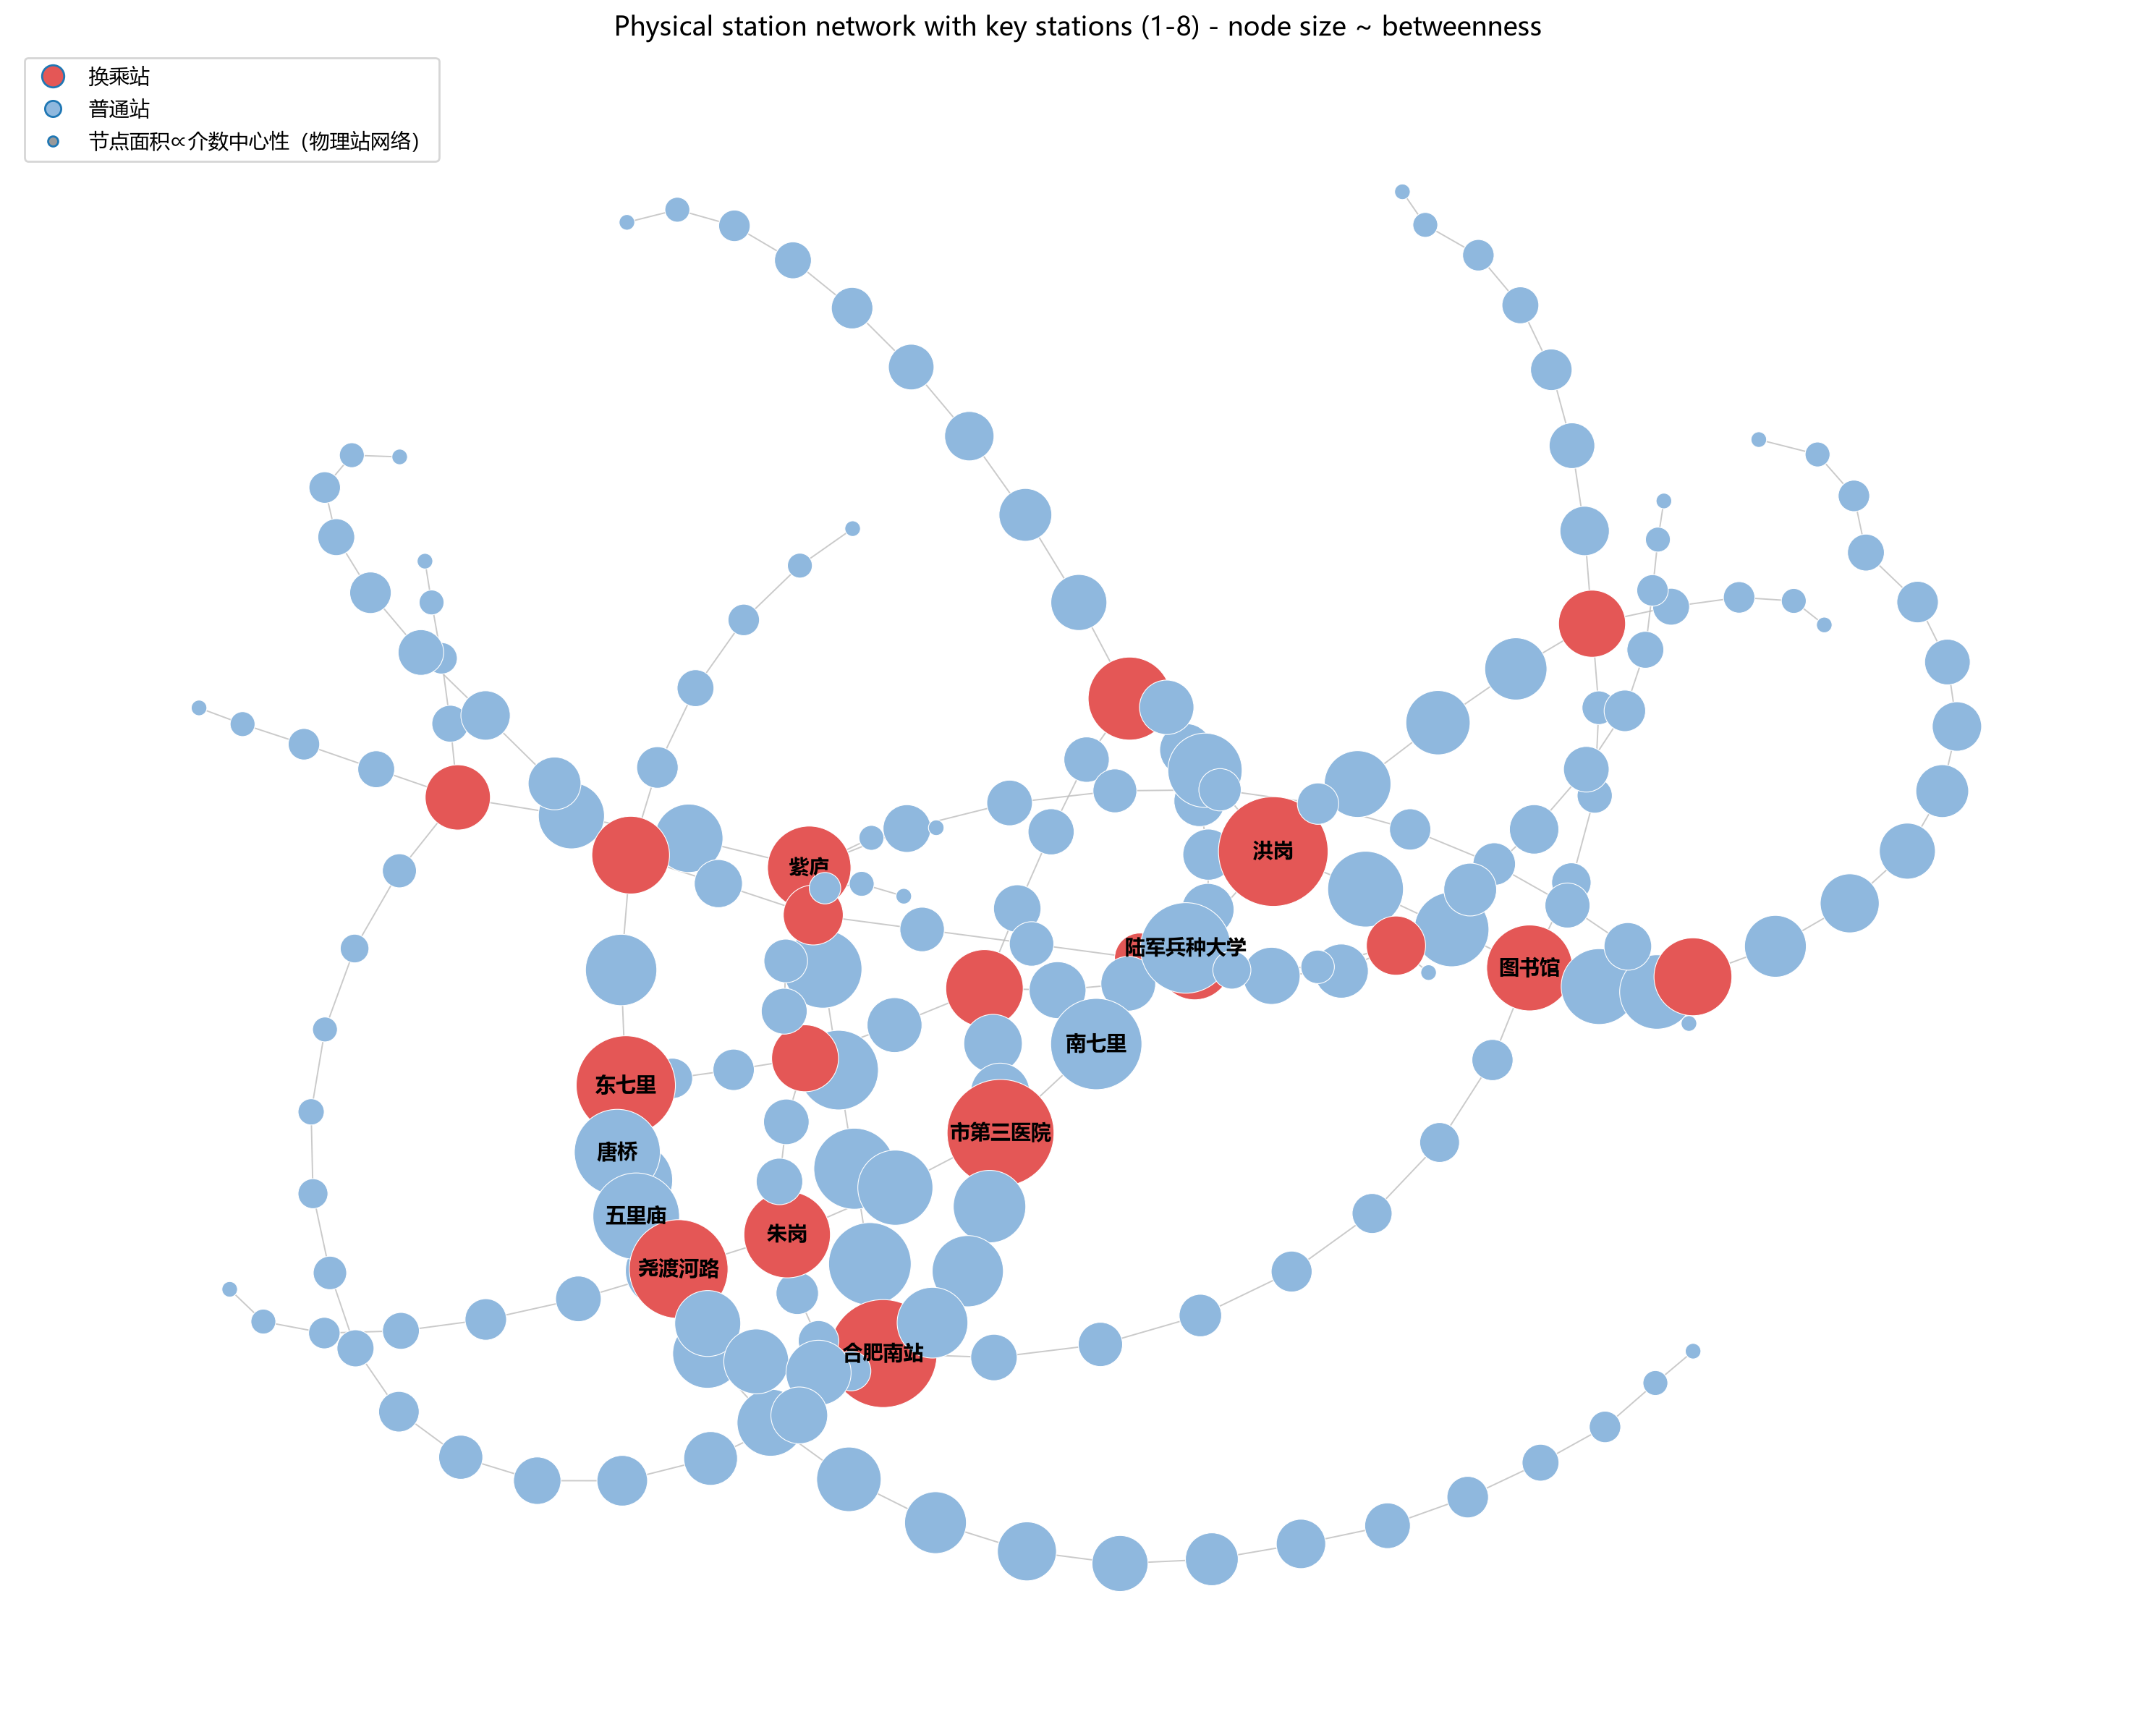 Physical station network with key stations (1-8) - node size ~ betweenness
换乘站
普通站
节点面积∝介数中心性（物理站网络）
洪岗
紫庐
陆军兵种大学
图书馆
南七里
东七里
市第三医院
唐桥
五里庙
朱岗
尧渡河路
合肥南站